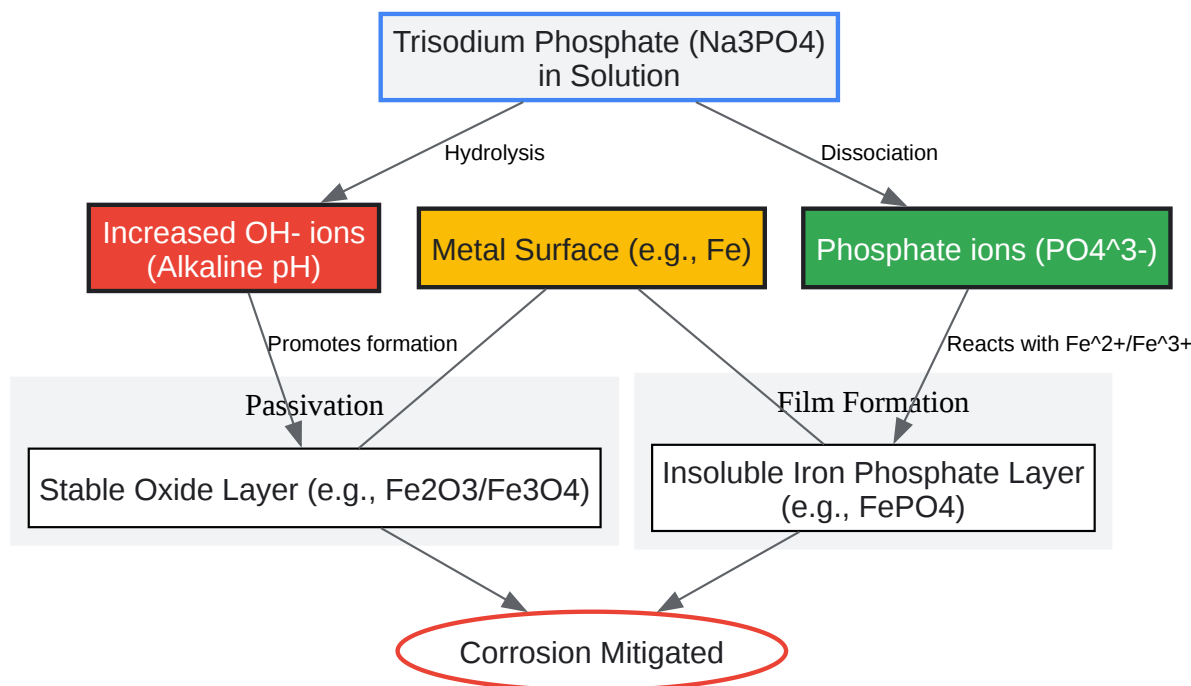 Trisodium Phosphate (Na3PO4)
in Solution
Hydrolysis
Dissociation
Increased OH- ions
(Alkaline pH)
Metal Surface (e.g., Fe)
Phosphate ions (PO4^3-)
Promotes formation
Reacts with Fe^2+/Fe^3+
Passivation
Film Formation
Stable Oxide Layer (e.g., Fe2O3/Fe3O4)
Insoluble Iron Phosphate Layer
(e.g., FePO4)
Corrosion Mitigated